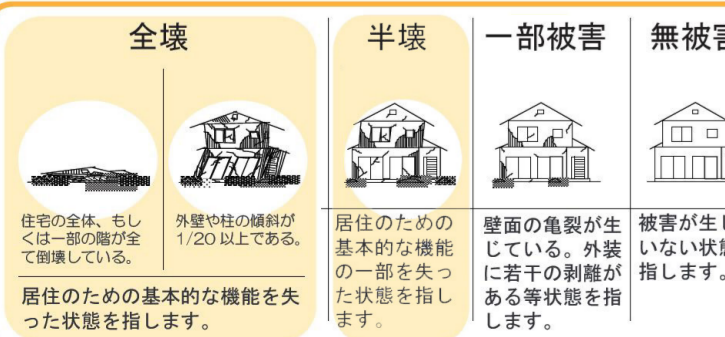 全壊
住宅の全体、もし
くは一部の階が全
て倒壊している。
外壁や柱の傾斜が
1/20 以上である。
居住のための基本的な機能を失
った状態を指します。
半壊
居住のための
基本的な機能
の一部を失っ
た状態を指し
ます。
一部被害
壁面の亀裂が生
じている。外装
に若干の剥離が
ある等状態を指
します。
無被害
被害が生じ
いない状態
指します。